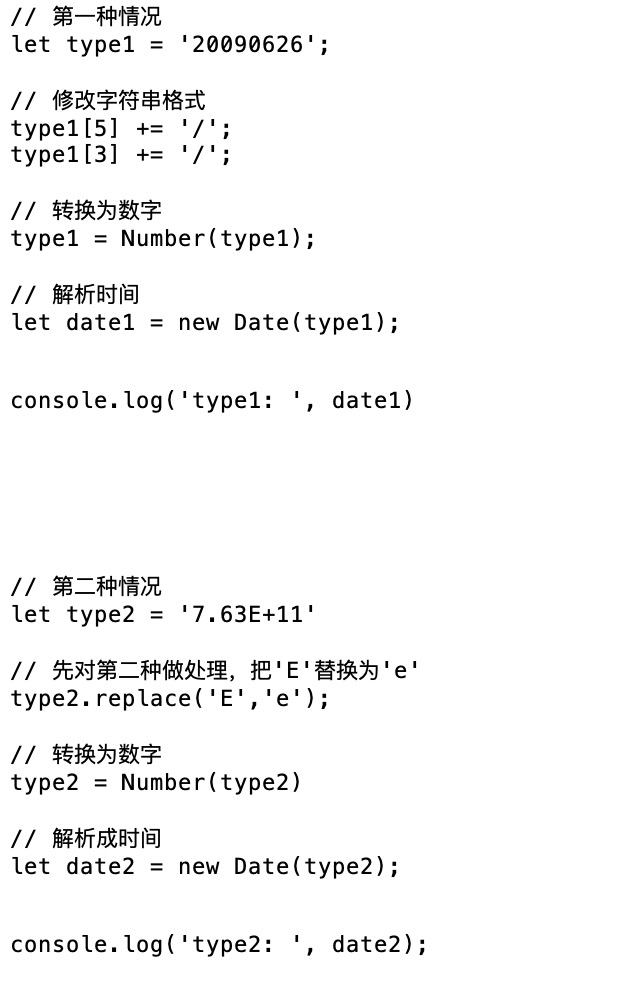 // 第一种情况
let type1 = '20090626';
// 修改字符串格式
type1[5] += '/';
type1[3] += '/';
// 转换为数字
type1 = Number(type1);
// 解析时间
let date1 = new Date(type1);
console.log('type1: ', date1)
// 第二种情况
let type2 = '7.63E+11'
// 先对第二种做处理，把'E'替换为'e'
type2.replace('E','e');
// 转换为数字
type2 = Number(type2)
// 解析成时间
let date2 = new Date(type2);
console.log('type2: ', date2);